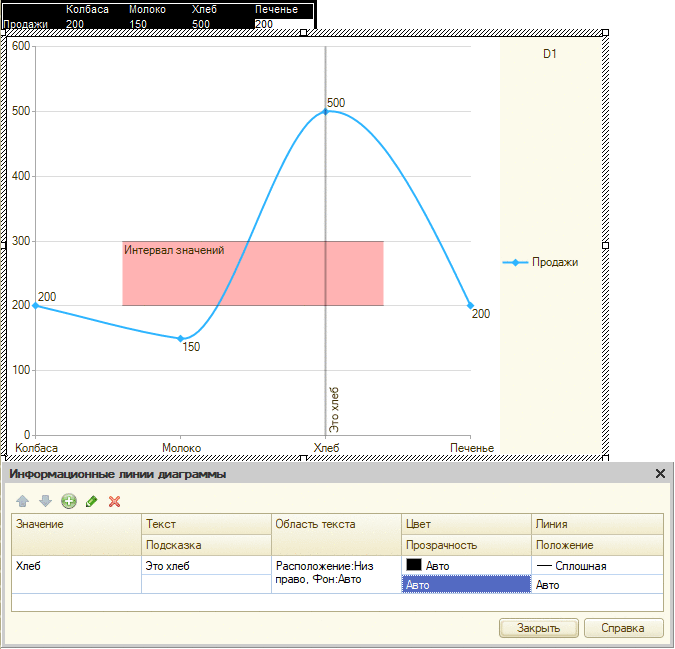 Колбаса Молоко Хлеб Печенье
Продажи 200 150 500 200
D1
600
500
400
300
200
100
0
200
150
500
200
Интервал значений
Это хлеб
Колбаса Молоко Хлеб Печенье
Продажи
Информационные линии диаграммы
Значение Текст Область текста Цвет Линия
Подсказка Прозрачность Положение
Хлеб Это хлеб Расположение:Низ Авто Сплошная
право, Фон:Авто Авто Авто
Закрыть Справка